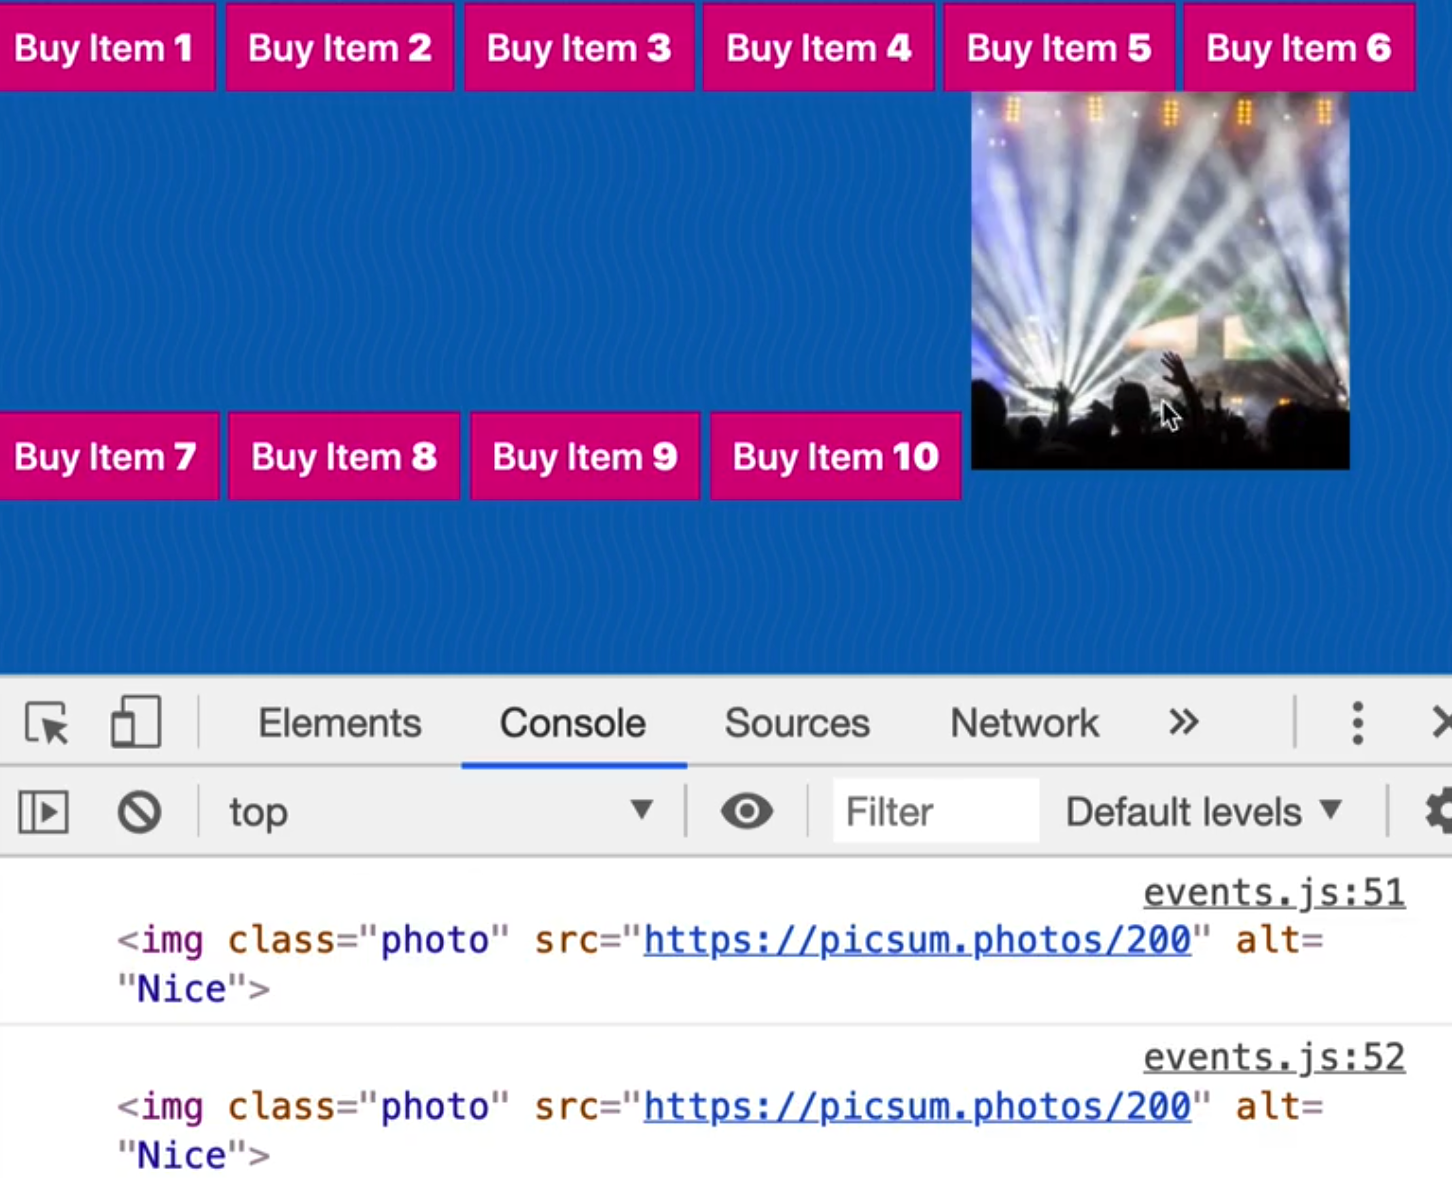 Buy Item 1 Buy Item 2 Buy Item 3 Buy Item 4 Buy Item 5 Buy Item 6
Buy Item 7 Buy Item 8 Buy Item 9 Buy Item 10
Elements Console Sources Network »
top ▼ Filter Default levels ▼
events.js:51
<img class="photo" src="https://picsum.photos/200" alt=
"Nice">
events.js:52
<img class="photo" src="https://picsum.photos/200" alt=
"Nice">